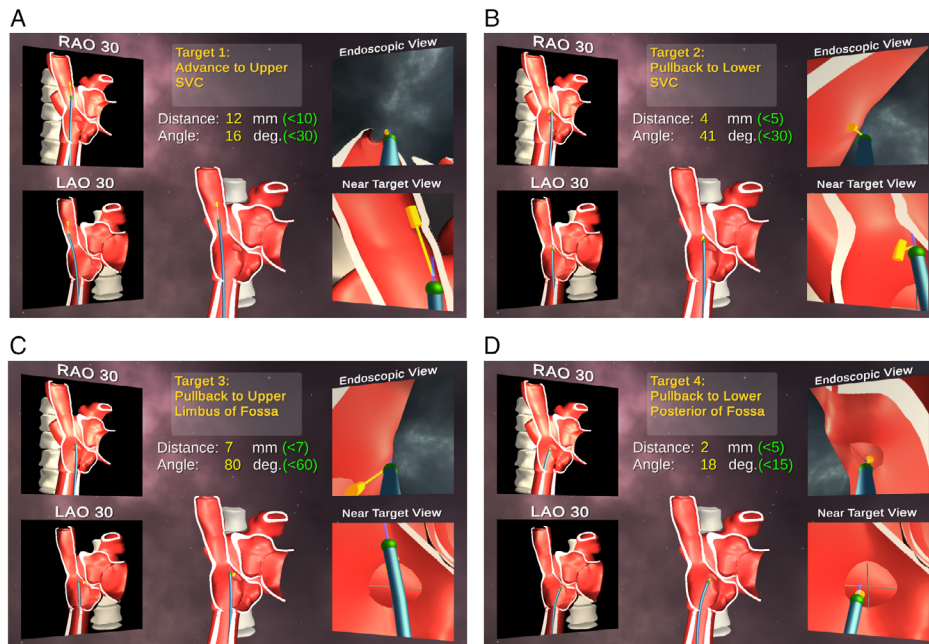 A
RAO 30
Target 1:
Advance to Upper
SVC
Endoscopic View
Distance: 12 mm (<10)
Angle: 16 deg.(<30)
LAO 30
Near Target View
B
RAO 30
Target 2:
Pullback to Lower
SVC
Endoscopic View
Distance: 4 mm (<5)
Angle: 41 deg.(<30)
LAO 30
Near Target View
C
RAO 30
Target 3:
Pullback to Upper
Limbus of Fossa
Endoscopic View
Distance: 7 mm (<7)
Angle: 80 deg.(<60)
LAO 30
Near Target View
D
RAO 30
Target 4:
Pullback to Lower
Posterior of Fossa
Endoscopic View
Distance: 2 mm (<5)
Angle: 18 deg.(<15)
LAO 30
Near Target View